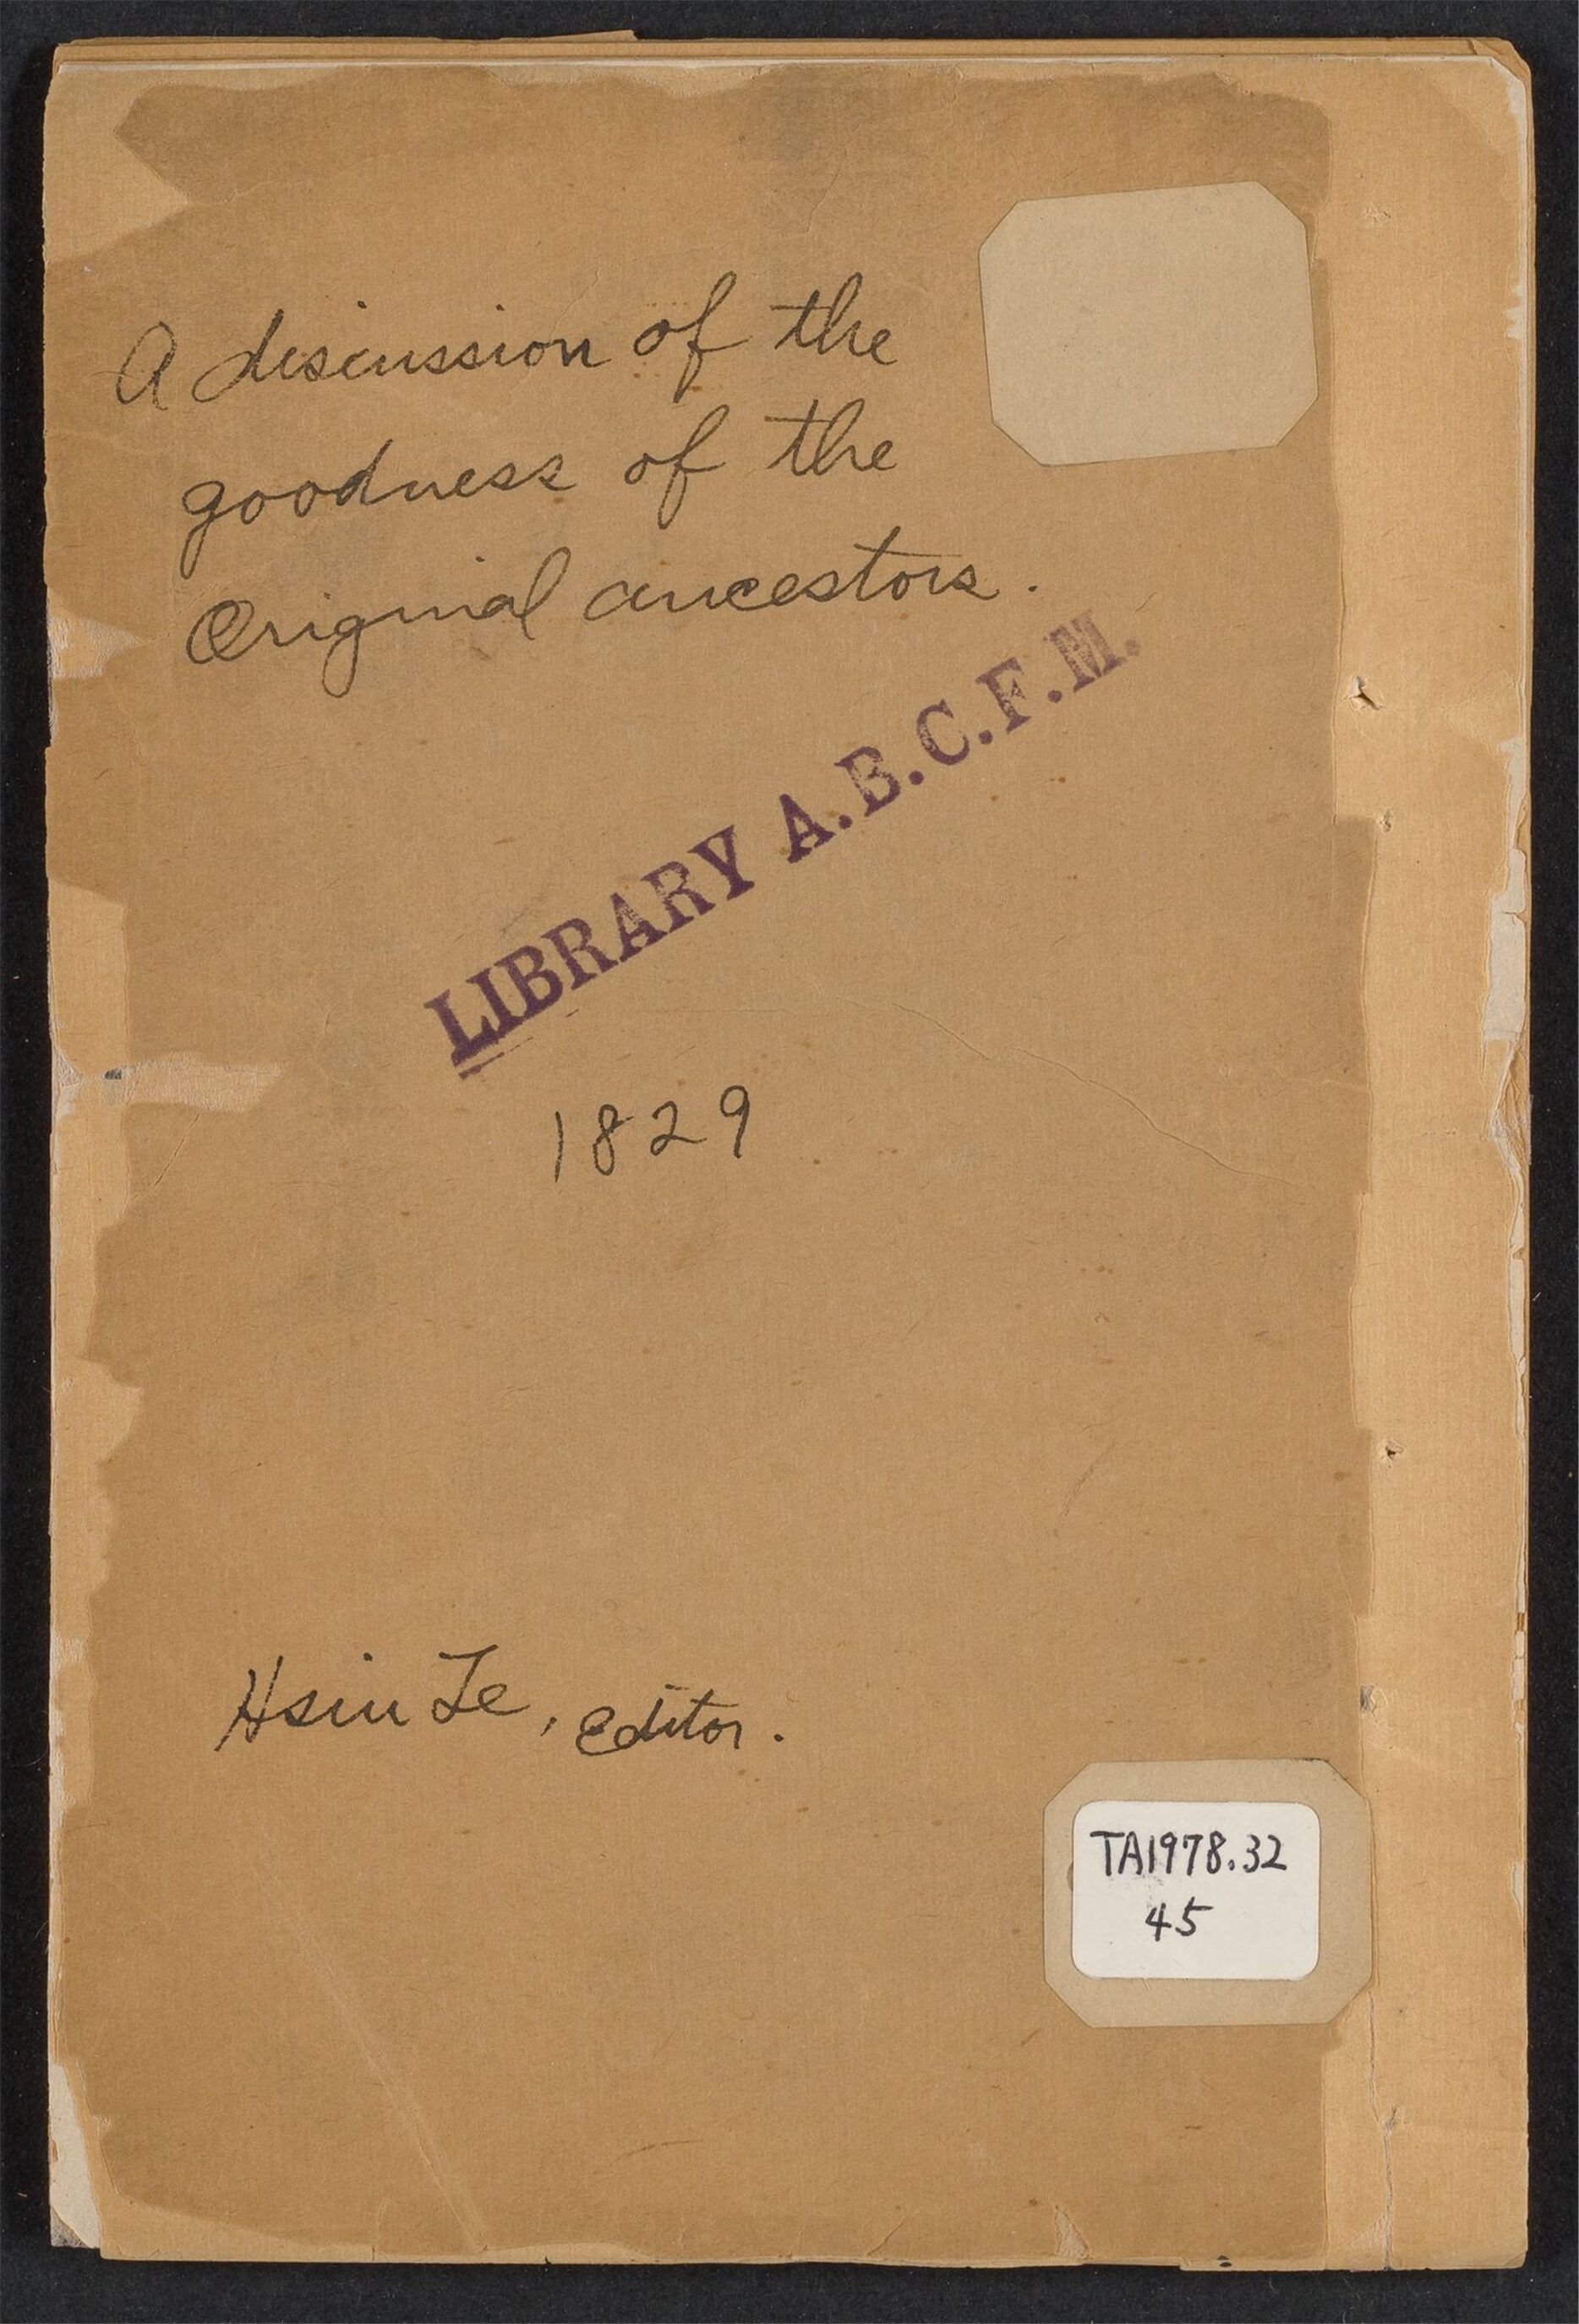 A discussion of the
goodness of the
Original ancestors.
LIBRARY A.B.C.F.M.
1829
Hsin Te, editor.
TA1978.32
45